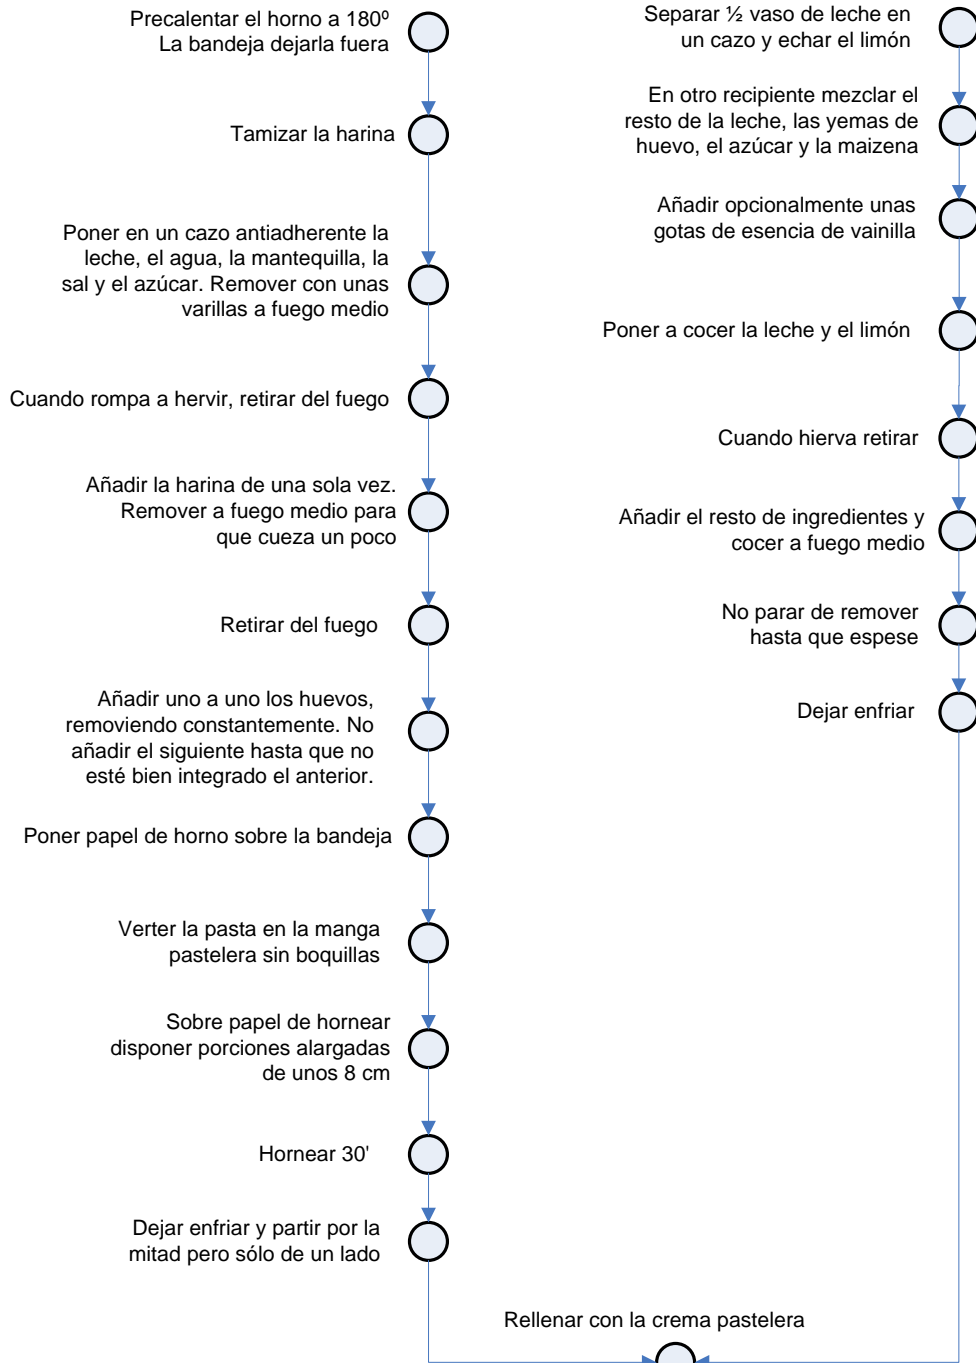 Precalentar el horno a 180º
La bandeja dejarla fuera
Tamizar la harina
Poner en un cazo antiadherente la
leche, el agua, la mantequilla, la
sal y el azúcar. Remover con unas
varillas a fuego medio
Cuando rompa a hervir, retirar del fuego
Añadir la harina de una sola vez.
Remover a fuego medio para
que cueza un poco
Retirar del fuego
Añadir uno a uno los huevos,
removiendo constantemente. No
añadir el siguiente hasta que no
esté bien integrado el anterior.
Poner papel de horno sobre la bandeja
Verter la pasta en la manga
pastelera sin boquillas
Sobre papel de hornear
disponer porciones alargadas
de unos 8 cm
Hornear 30'
Dejar enfriar y partir por la
mitad pero sólo de un lado
Separar ½ vaso de leche en
un cazo y echar el limón
En otro recipiente mezclar el
resto de la leche, las yemas de
huevo, el azúcar y la maizena
Añadir opcionalmente unas
gotas de esencia de vainilla
Poner a cocer la leche y el limón
Cuando hierva retirar
Añadir el resto de ingredientes y
cocer a fuego medio
No parar de remover
hasta que espese
Dejar enfriar
Rellenar con la crema pastelera